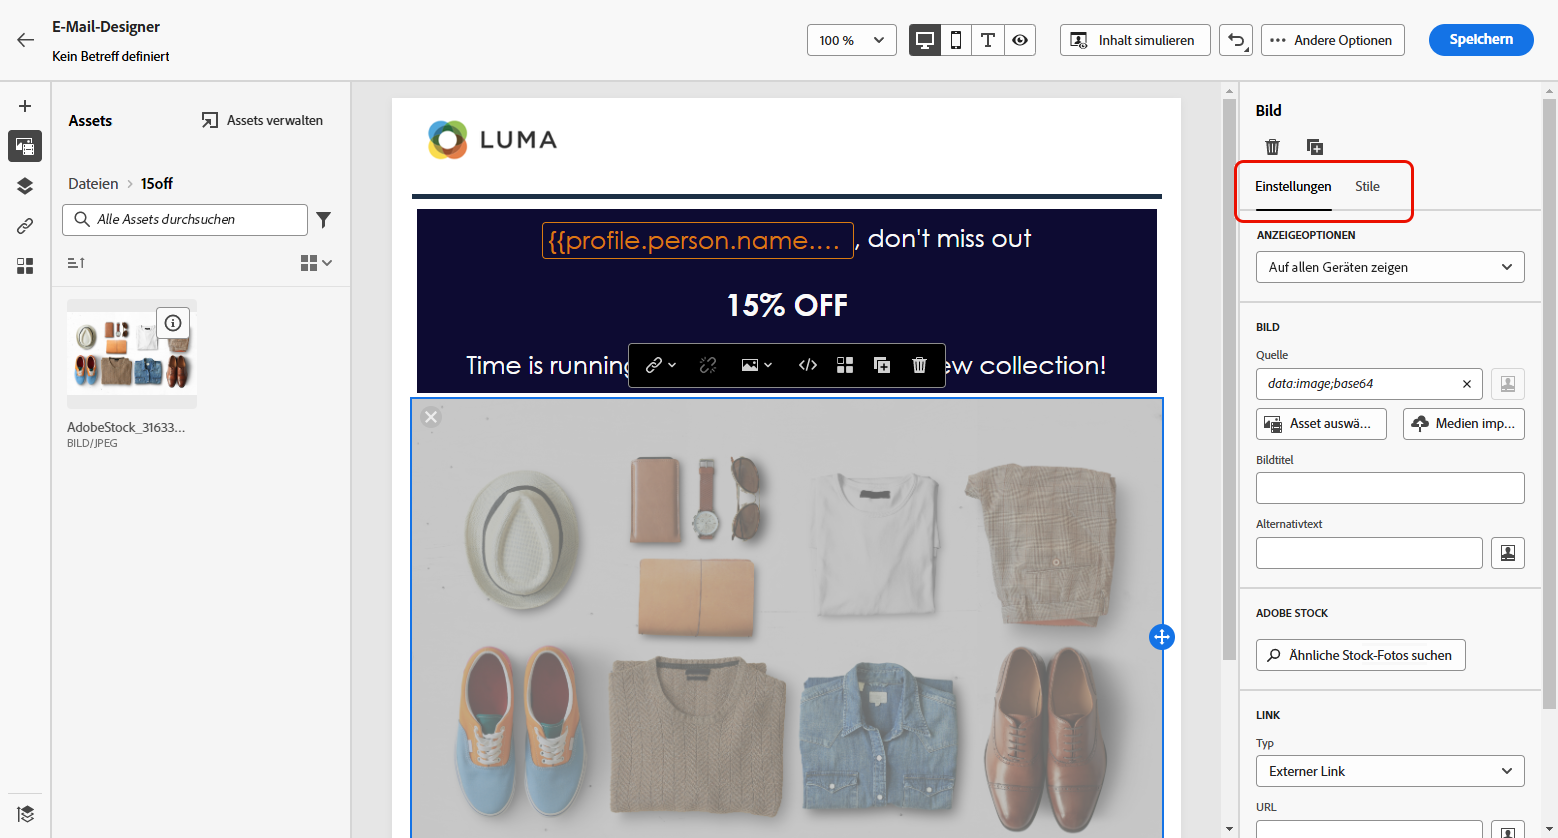 E-Mail-Designer
Kein Betreff definiert
100 %
Inhalt simulieren
Andere Optionen
Speichern
Assets
Assets verwalten
Dateien > 15off
Alle Assets durchsuchen
AdobeStock_31633...
BILD/JPEG
LUMA
{{profile.person.name.... , don't miss out
15% OFF
Time is running
ew collection!
Bild
Einstellungen
Stile
ANZEIGEOPTIONEN
Auf allen Geräten zeigen
BILD
Quelle
data:image;base64
Asset auswä...
Medien imp...
Bildtitel
Alternativtext
ADOBE STOCK
Ähnliche Stock-Fotos suchen
LINK
Typ
Externer Link
URL